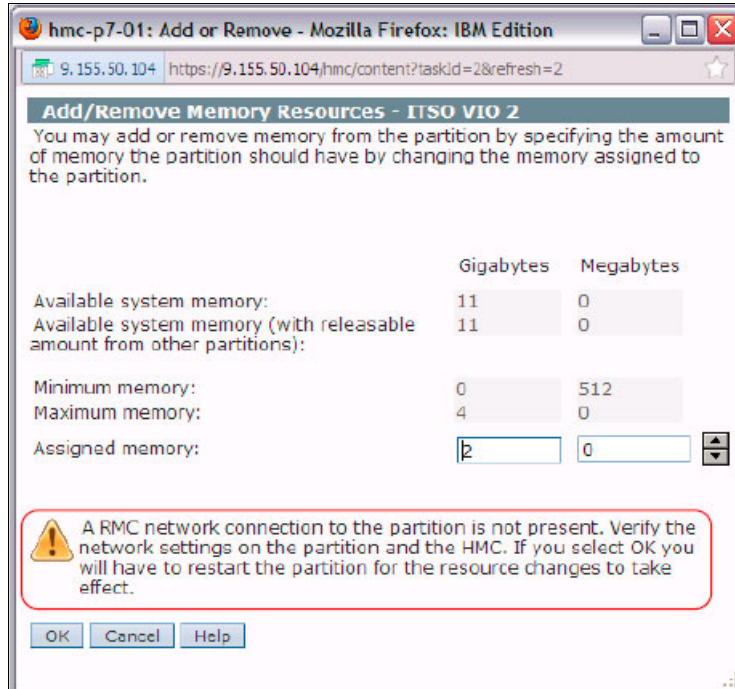 hmc-p7-01: Add or Remove - Mozilla Firefox: IBM Edition
9.155.50.104 https://9.155.50.104/hmc/content?taskId=2&refresh=2
Add/Remove Memory Resources - ITSO VIO 2
You may add or remove memory from the partition by specifying the amount
of memory the partition should have by changing the memory assigned to
the partition.
Gigabytes Megabytes
Available system memory: 11 0
Available system memory (with releasable 11 0
amount from other partitions):
Minimum memory: 0 512
Maximum memory: 4 0
Assigned memory: 2 0
A RMC network connection to the partition is not present. Verify the
network settings on the partition and the HMC. If you select OK you
will have to restart the partition for the resource changes to take
effect.
OK Cancel Help